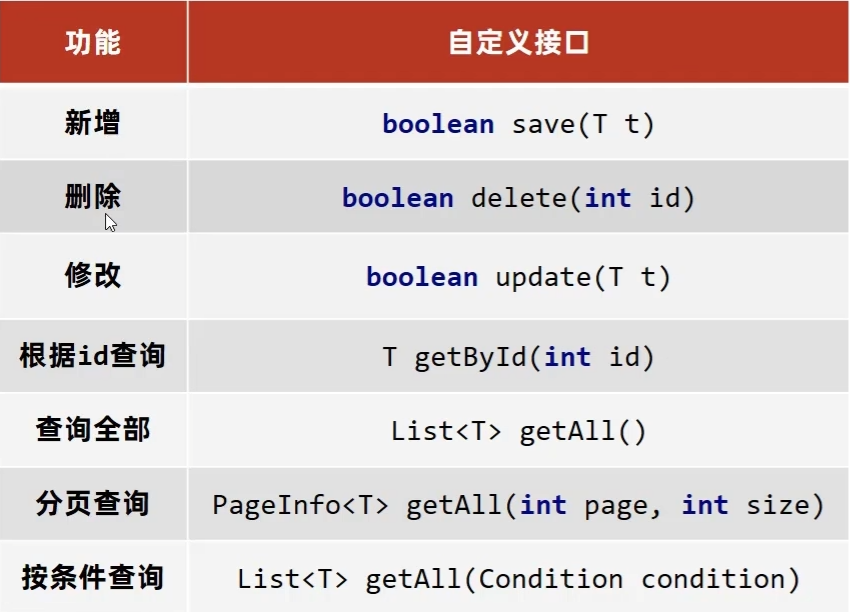 功能 自定义接口
新增 boolean save(T t)
删除 boolean delete(int id)
修改 boolean update(T t)
根据id查询 T getById(int id)
查询全部 List<T> getAll()
分页查询 PageInfo<T> getAll(int page, int size)
按条件查询 List<T> getAll(Condition condition)